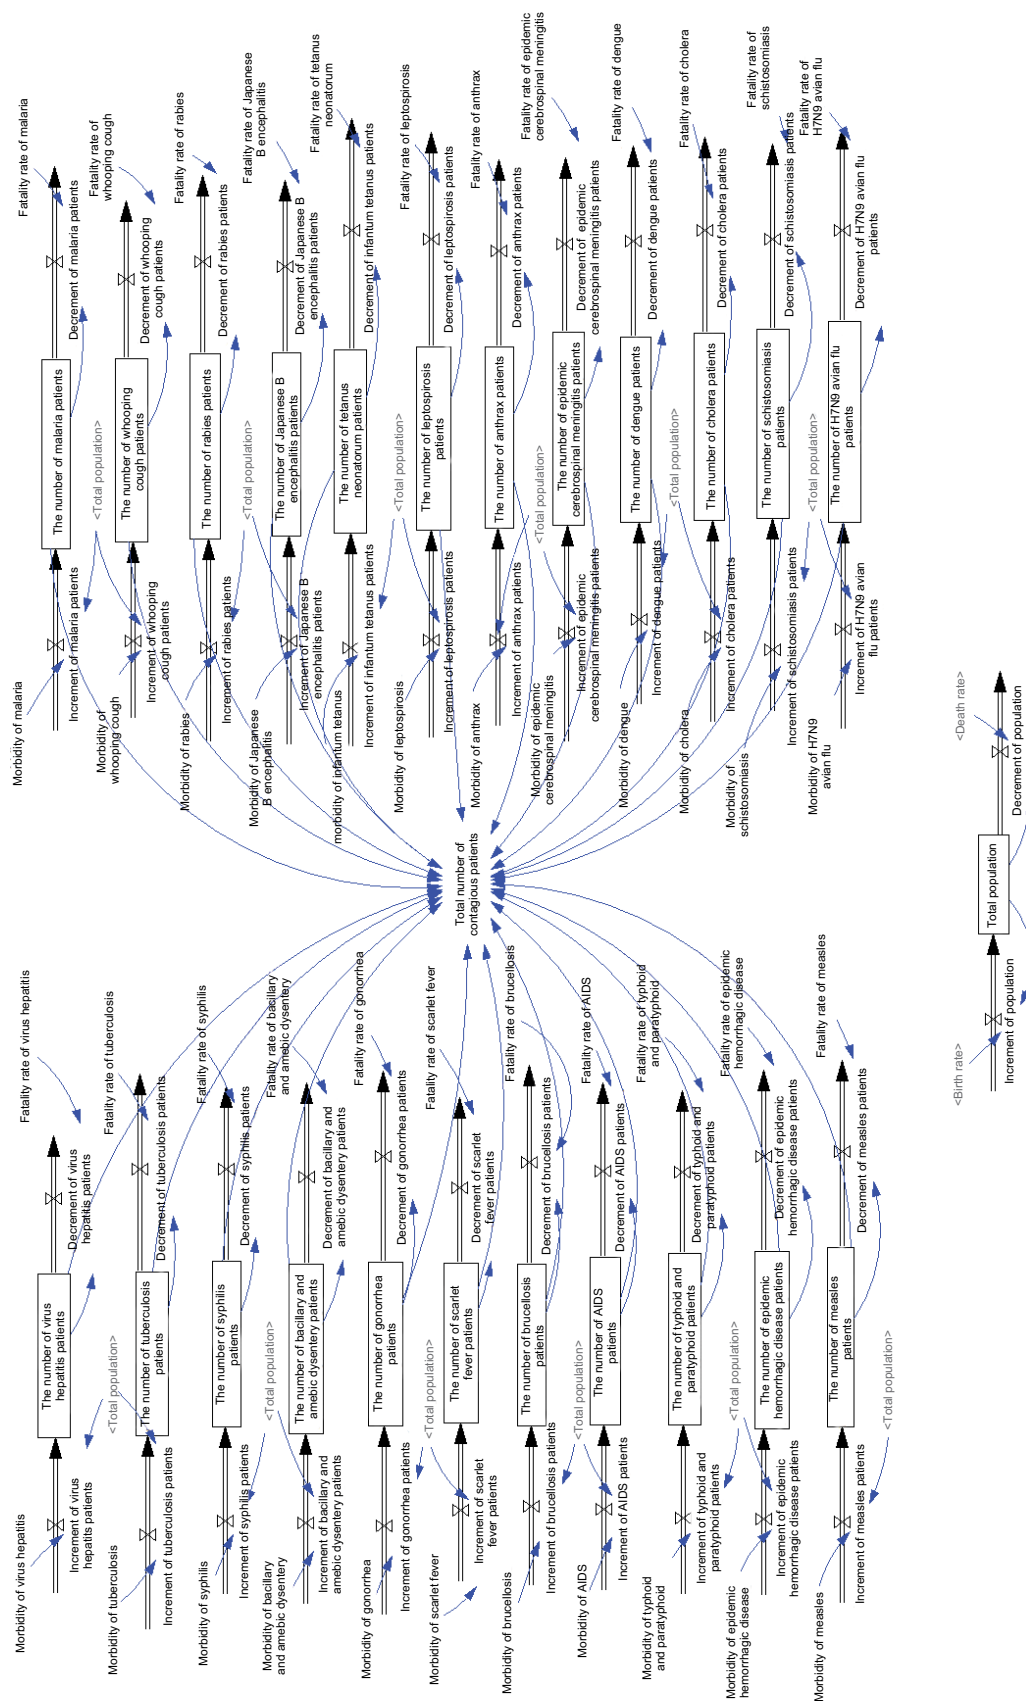 Morbidity of virus hepatitis
Increment of virus
hepatits patients
The number of virus
hepatitis patients
Decrement of virus
hepatitis patients
Fatality rate of virus hepatitis
<Total population>
Morbidity of tuberculosis
Increment of tuberculosis patients
The number of tuberculosis
patients
Decrement of tuberculosis patients
Fatality rate of tuberculosis
Morbidity of syphilis
Increment of syphilis patients
The number of syphilis
patients
Decrement of syphilis patients
Fatality rate of syphilis
<Total population>
Morbidity of bacillary
and amebic dysentery
Increment of bacillary and
amebic dysentery patients
The number of bacillary and
amebic dysentery patients
Decrement of bacillary and
amebic dysentery patients
Fatality rate of bacillary
and amebic dysentery
Morbidity of gonorrhea
Increment of gonorrhea patients
The number of gonorrhea
patients
Decrement of gonorrhea patients
Fatality rate of gonorrhea
<Total population>
Morbidity of scarlet fever
Increment of scarlet
fever patients
The number of scarlet
fever patients
Decrement of scarlet
fever patients
Fatality rate of scarlet fever
Morbidity of brucellosis
Increment of brucellosis patients
The number of brucellosis
patients
Decrement of brucellosis patients
Fatality rate of brucellosis
<Total population>
Morbidity of AIDS
Increment of AIDS patients
The number of AIDS
patients
Decrement of AIDS patients
Fatality rate of AIDS
Morbidity of typhoid
and paratyphoid
Increment of typhoid and
paratyphoid patients
The number of typhoid and
paratyphoid patients
Decrement of typhoid and
paratyphoid patients
Fatality rate of typhoid
and paratyphoid
<Total population>
Morbidity of epidemic
hemorrhagic disease
Increment of epidemic
hemorrhagic disease patients
The number of epidemic
hemorrhagic disease patients
Decrement of epidemic
hemorrhagic disease patients
Fatality rate of epidemic
hemorrhagic disease
Morbidity of measles
Increment of measles patients
The number of measles
patients
Decrement of measles patients
Fatality rate of measles
<Total population>
Total number of
contagious patients
Morbidity of malaria
Increment of malaria patients
The number of malaria patients
Decrement of malaria patients
Fatality rate of malaria
<Total population>
Morbidity of
whooping cough
Increment of whooping
cough patients
The number of whooping
cough patients
Decrement of whooping
cough patients
Fatality rate of
whooping cough
Morbidity of rabies
Increment of rabies patients
The number of rabies patients
Decrement of rabies patients
Fatality rate of rabies
<Total population>
Morbidity of Japanese
B encephalitis
Increment of Japanese B
encephalitis patients
The number of Japanese B
encephalitis patients
Decrement of Japanese B
encephalitis patients
Fatality rate of Japanese
B encephalitis
morbidity of infantum tetanus
Increment of infantum tetanus patients
The number of tetanus
neonatorum patients
Decrement of infantum tetanus patients
Fatality rate of tetanus
neonatorum
<Total population>
Morbidity of leptospirosis
Increment of leptospirosis patients
The number of leptospirosis
patients
Decrement of leptospirosis patients
Fatality rate of leptospirosis
Morbidity of anthrax
Increment of anthrax patients
The number of anthrax patients
Decrement of anthrax patients
Fatality rate of anthrax
<Total population>
Morbidity of epidemic
cerebrospinal meningitis
Increment of epidemic
cerebrospinal meningitis patients
The number of epidemic
cerebrospinal meningitis patients
Decrement of epidemic
cerebrospinal meningitis patients
Fatality rate of epidemic
cerebrospinal meningitis
Morbidity of dengue
Increment of dengue patients
The number of dengue patients
Decrement of dengue patients
Fatality rate of dengue
<Total population>
Morbidity of cholera
Increment of cholera patients
The number of cholera patients
Decrement of cholera patients
Fatality rate of cholera
Morbidity of
schistosomiasis
Increment of schistosomiasis patients
The number of schistosomiasis
patients
Decrement of schistosomiasis patients
Fatality rate of
schistosomiasis
<Total population>
Morbidity of H7N9
avian flu
Increment of H7N9 avian
flu patients
The number of H7N9 avian flu
patients
Decrement of H7N9 avian flu
patients
Fatality rate of
H7N9 avian flu
<Birth rate>
Increment of population
Total population
Decrement of population
<Death rate>